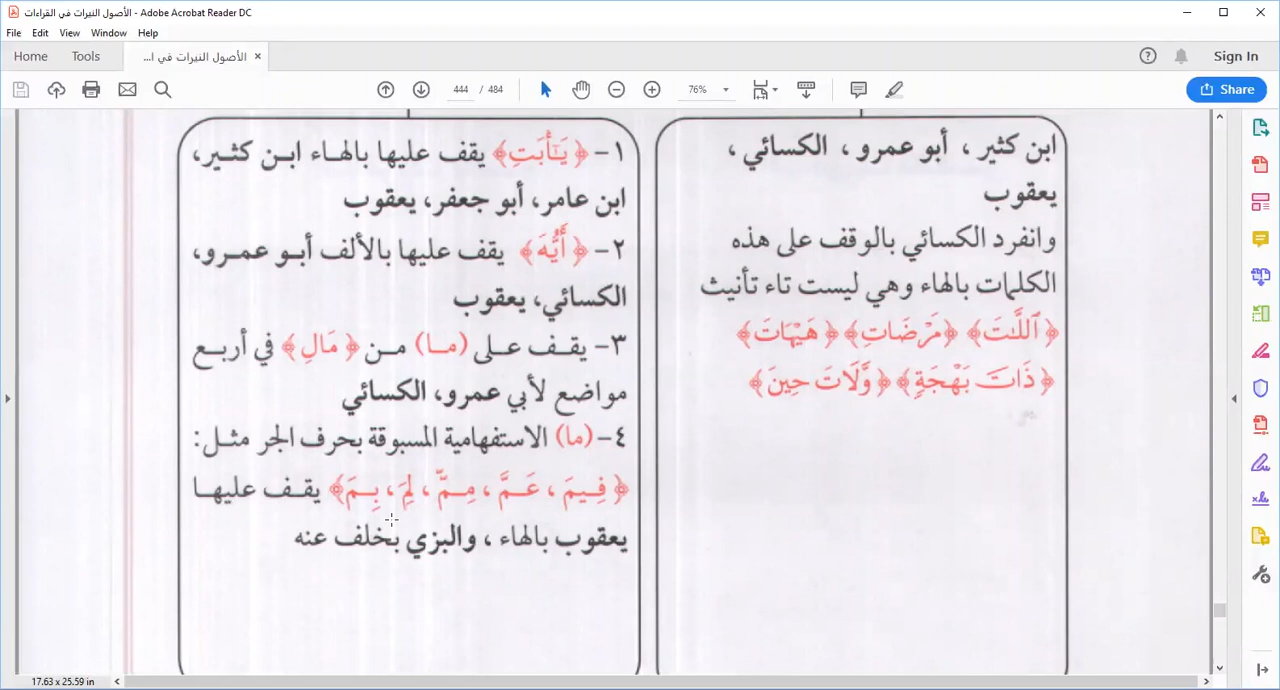 الأصول النيرات في القراءات - Adobe Acrobat Reader DC
File Edit View Window Help
Home Tools الأصول النيرات في ا... ×
Sign In
444 / 484
76%
Share
ابن كثير ، أبو عمرو ، الكسائي ،
يعقوب
وانفرد الكسائي بالوقف على هذه
الكلمات بالهاء وهي ليست تاء تأنيث
﴿ٱللَّٰتَ﴾ ﴿مَرْضَاتِ﴾ ﴿هَيْهَاتَ﴾
﴿ذَاتَ بَهْجَةٍ﴾ ﴿وَّلَاتَ حِينَ﴾
١- ﴿يَٰٓأَبَتِ﴾ يقف عليها بالهاء ابن كثير،
ابن عامر، أبو جعفر، يعقوب
٢- ﴿أَيُّهَ﴾ يقف عليها بالألف أبو عمرو،
الكسائي، يعقوب
٣- يقف على (ما) من ﴿مَالِ﴾ في أربع
مواضع لأبي عمرو، الكسائي
٤- (ما) الاستفهامية المسبوقة بحرف الجر مثل:
﴿فِيمَ ، عَمَّ ، مِمَّ ، لِمَ ، بِمَ﴾ يقف عليها
يعقوب بالهاء ، والبزي بخلف عنه
17.63 x 25.59 in